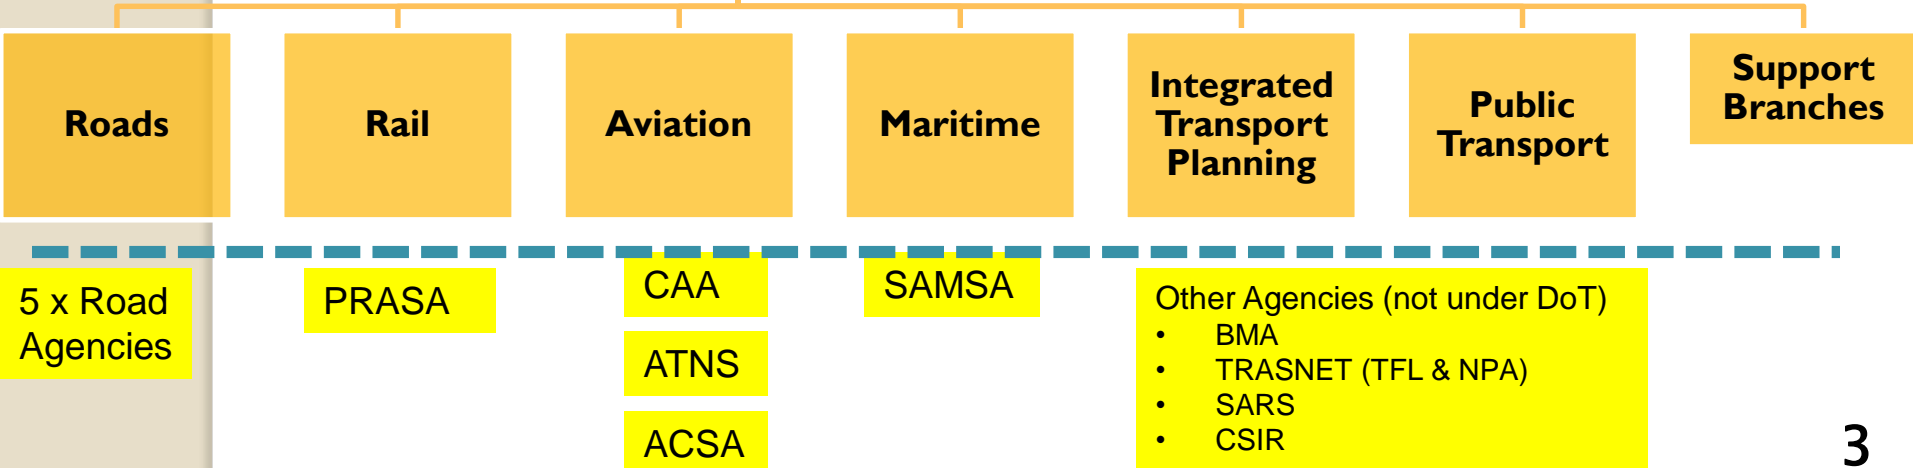 Roads
Rail
Aviation
Maritime
Integrated
Transport
Planning
Public
Transport
Support
Branches
5 x Road
Agencies
PRASA
CAA
ATNS
ACSA
SAMSA
Other Agencies (not under DoT)
• BMA
• TRASNET (TFL & NPA)
• SARS
• CSIR
3